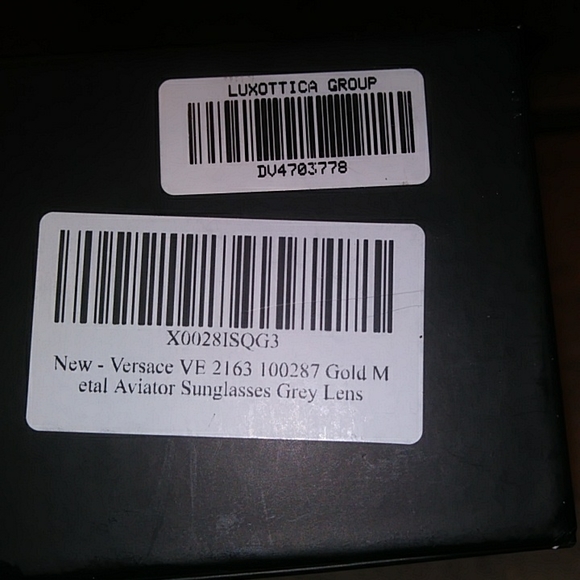 LUXOTTICA GROUP
DV4703778
X0028ISQG3
New - Versace VE 2163 100287 Gold M
etal Aviator Sunglasses Grey Lens